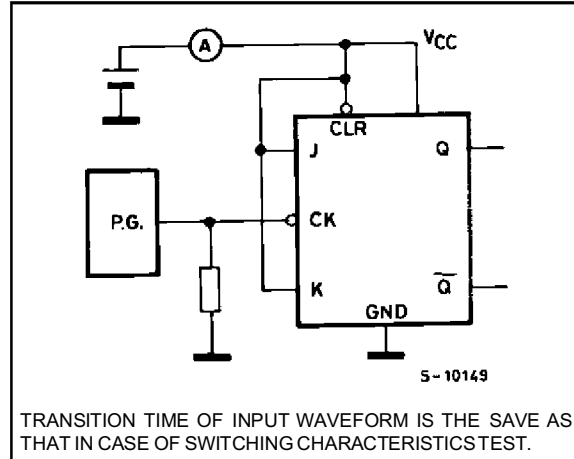 A
VCC
CLR
J Q
P.G. CK
K Q̅
GND
S-10149
TRANSITION TIME OF INPUT WAVEFORM IS THE SAVE AS
THAT IN CASE OF SWITCHING CHARACTERISTICS TEST.